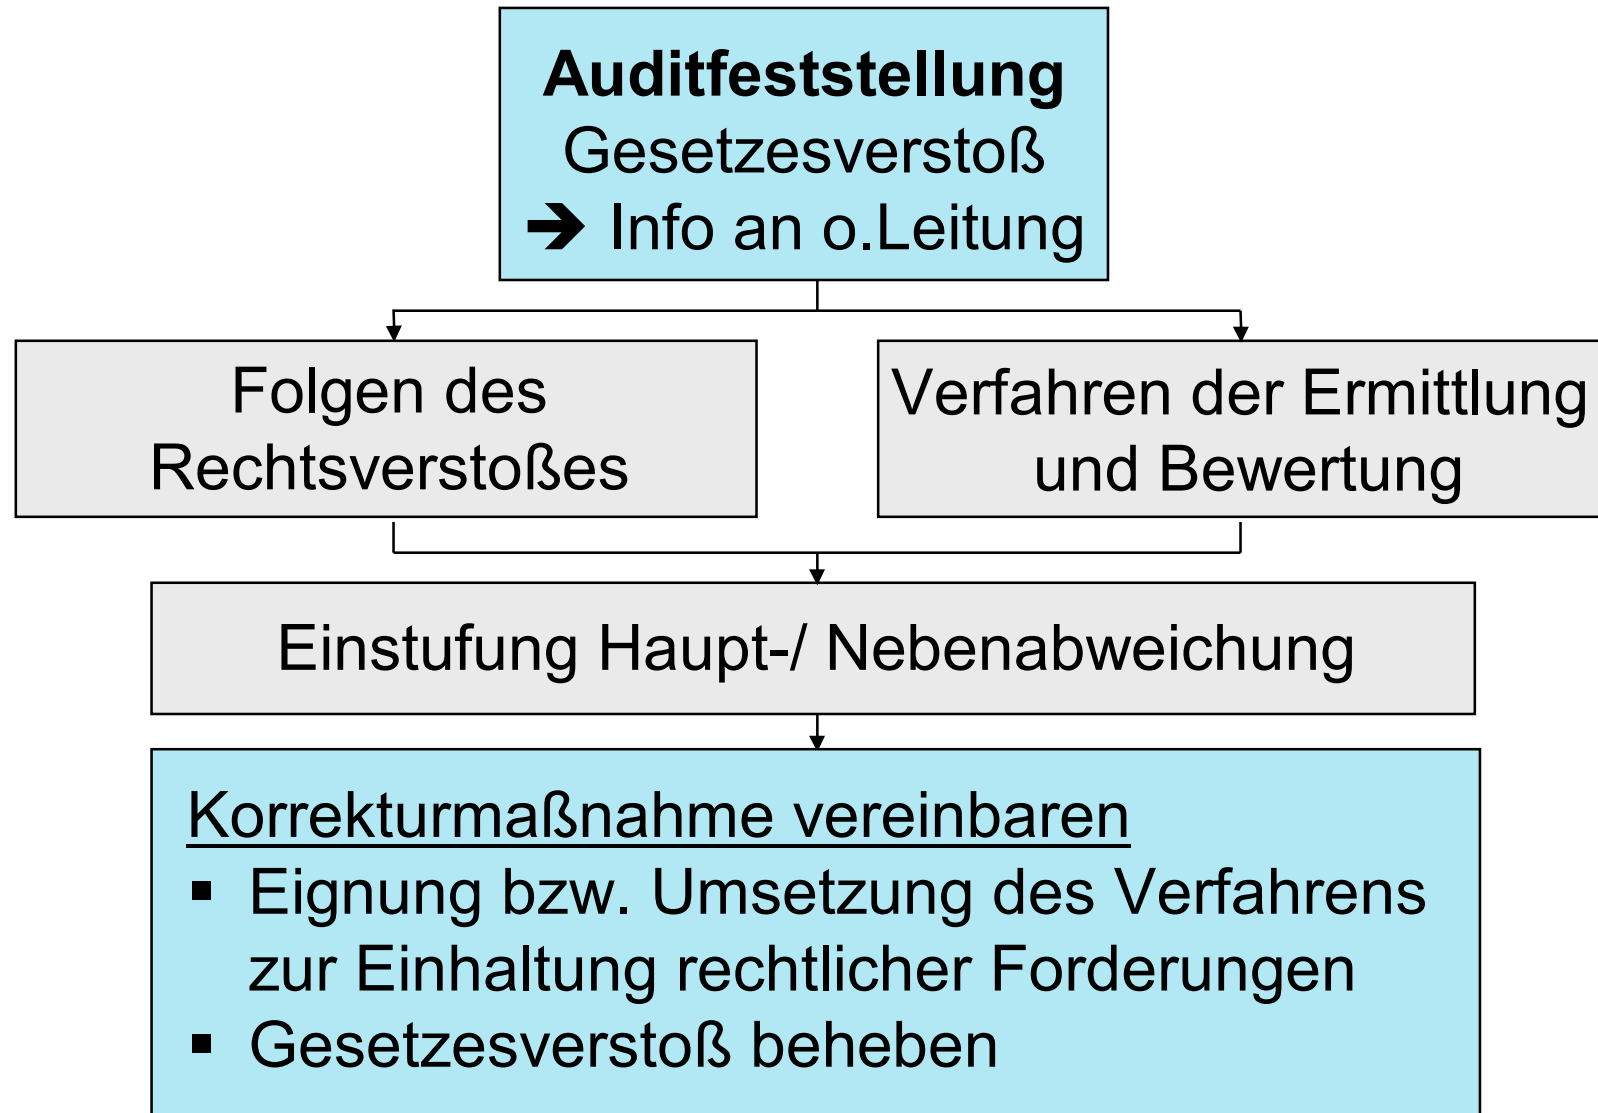 Auditfeststellung
Gesetzesverstoß
➔ Info an o.Leitung
Folgen des
Rechtsverstoßes
Verfahren der Ermittlung
und Bewertung
Einstufung Haupt-/ Nebenabweichung
Korrekturmaßnahme vereinbaren
▪ Eignung bzw. Umsetzung des Verfahrens
zur Einhaltung rechtlicher Forderungen
▪ Gesetzesverstoß beheben